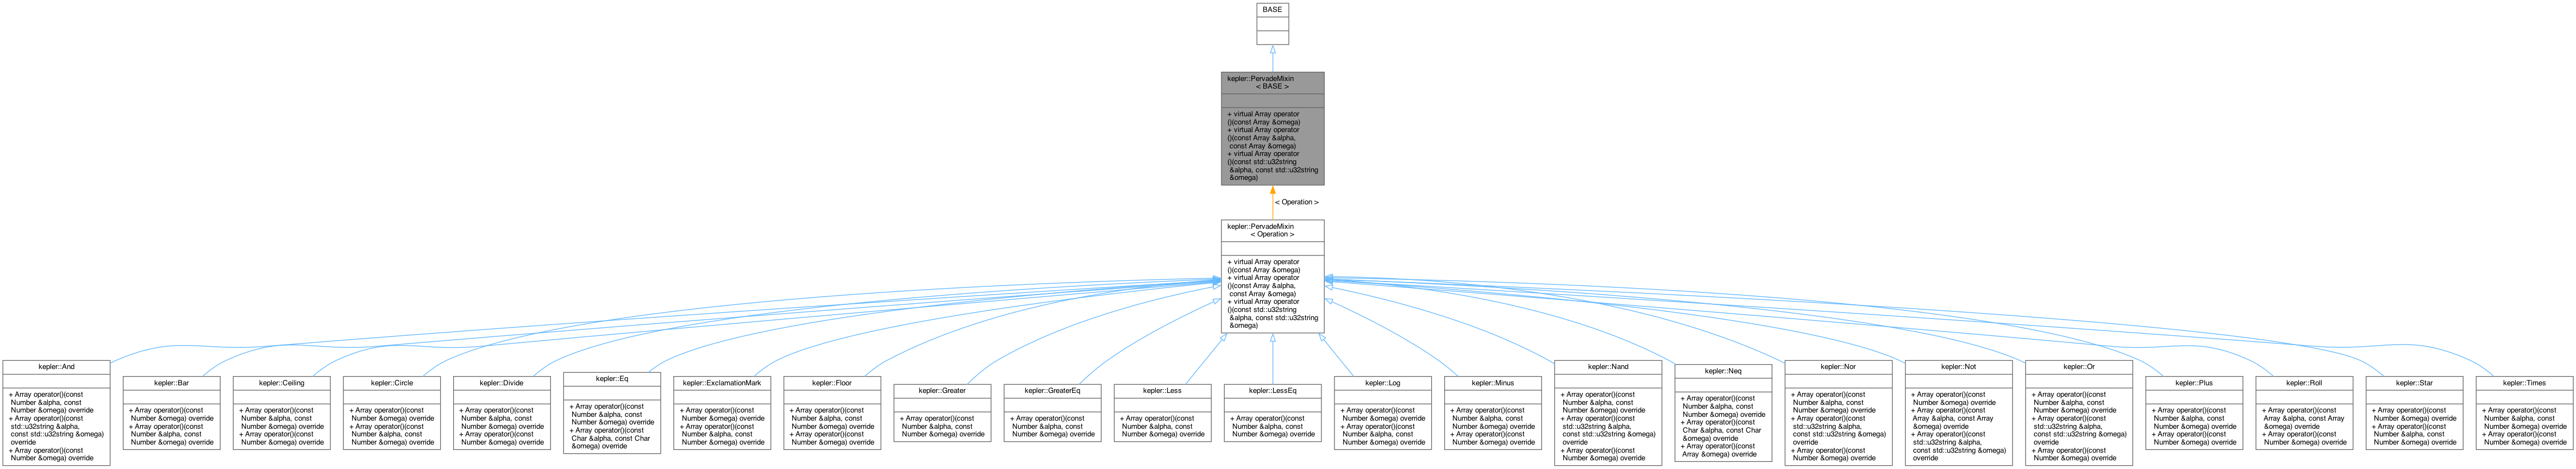 BASE
kepler::PervadeMixin
< BASE >
+ virtual Array operator
()(const Array &omega)
+ virtual Array operator
()(const Array &alpha,
const Array &omega)
+ virtual Array operator
()(const std::u32string
&alpha, const std::u32string
&omega)
< Operation >
kepler::PervadeMixin
< Operation >
+ virtual Array operator
()(const Array &omega)
+ virtual Array operator
()(const Array &alpha,
const Array &omega)
+ virtual Array operator
()(const std::u32string
&alpha, const std::u32string
&omega)
kepler::And
+ Array operator()(const
Number &alpha, const
Number &omega) override
+ Array operator()(const
std::u32string &alpha,
const std::u32string &omega)
override
+ Array operator()(const
Number &omega) override
kepler::Bar
+ Array operator()(const
Number &omega) override
+ Array operator()(const
Number &alpha, const
Number &omega) override
kepler::Ceiling
+ Array operator()(const
Number &alpha, const
Number &omega) override
+ Array operator()(const
Number &omega) override
kepler::Circle
+ Array operator()(const
Number &omega) override
+ Array operator()(const
Number &alpha, const
Number &omega) override
kepler::Divide
+ Array operator()(const
Number &alpha, const
Number &omega) override
+ Array operator()(const
Number &omega) override
kepler::Eq
+ Array operator()(const
Number &alpha, const
Number &omega) override
+ Array operator()(const
Char &alpha, const Char
&omega) override
kepler::ExclamationMark
+ Array operator()(const
Number &omega) override
+ Array operator()(const
Number &alpha, const
Number &omega) override
kepler::Floor
+ Array operator()(const
Number &alpha, const
Number &omega) override
+ Array operator()(const
Number &omega) override
kepler::Greater
+ Array operator()(const
Number &alpha, const
Number &omega) override
kepler::GreaterEq
+ Array operator()(const
Number &alpha, const
Number &omega) override
kepler::Less
+ Array operator()(const
Number &alpha, const
Number &omega) override
kepler::LessEq
+ Array operator()(const
Number &alpha, const
Number &omega) override
kepler::Log
+ Array operator()(const
Number &omega) override
+ Array operator()(const
Number &alpha, const
Number &omega) override
kepler::Minus
+ Array operator()(const
Number &alpha, const
Number &omega) override
+ Array operator()(const
Number &omega) override
kepler::Nand
+ Array operator()(const
Number &alpha, const
Number &omega) override
+ Array operator()(const
std::u32string &alpha,
const std::u32string &omega)
override
+ Array operator()(const
Number &omega) override
kepler::Neq
+ Array operator()(const
Number &alpha, const
Number &omega) override
+ Array operator()(const
Char &alpha, const Char
&omega) override
+ Array operator()(const
Array &omega) override
kepler::Nor
+ Array operator()(const
Number &alpha, const
Number &omega) override
+ Array operator()(const
std::u32string &alpha,
const std::u32string &omega)
override
+ Array operator()(const
Number &omega) override
kepler::Not
+ Array operator()(const
Number &omega) override
+ Array operator()(const
Array &alpha, const Array
&omega) override
+ Array operator()(const
std::u32string &alpha,
const std::u32string &omega)
override
kepler::Or
+ Array operator()(const
Number &alpha, const
Number &omega) override
+ Array operator()(const
std::u32string &alpha,
const std::u32string &omega)
override
+ Array operator()(const
Number &omega) override
kepler::Plus
+ Array operator()(const
Number &alpha, const
Number &omega) override
+ Array operator()(const
Number &omega) override
kepler::Roll
+ Array operator()(const
Array &alpha, const Array
&omega) override
+ Array operator()(const
Number &omega) override
kepler::Star
+ Array operator()(const
Number &omega) override
+ Array operator()(const
Number &alpha, const
Number &omega) override
kepler::Times
+ Array operator()(const
Number &alpha, const
Number &omega) override
+ Array operator()(const
Number &omega) override